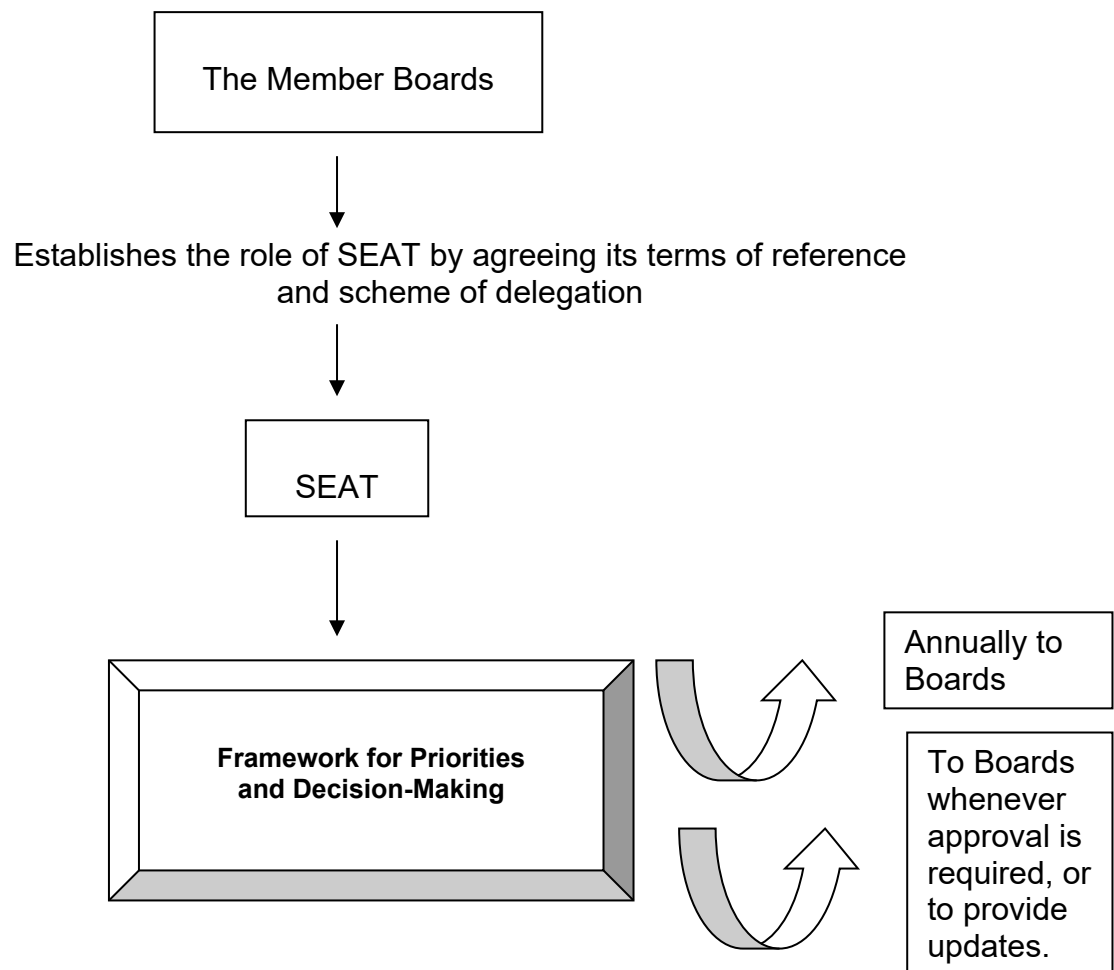 The Member Boards
Establishes the role of SEAT by agreeing its terms of reference
and scheme of delegation
SEAT
Framework for Priorities
and Decision-Making
Annually to
Boards
To Boards
whenever
approval is
required, or
to provide
updates.